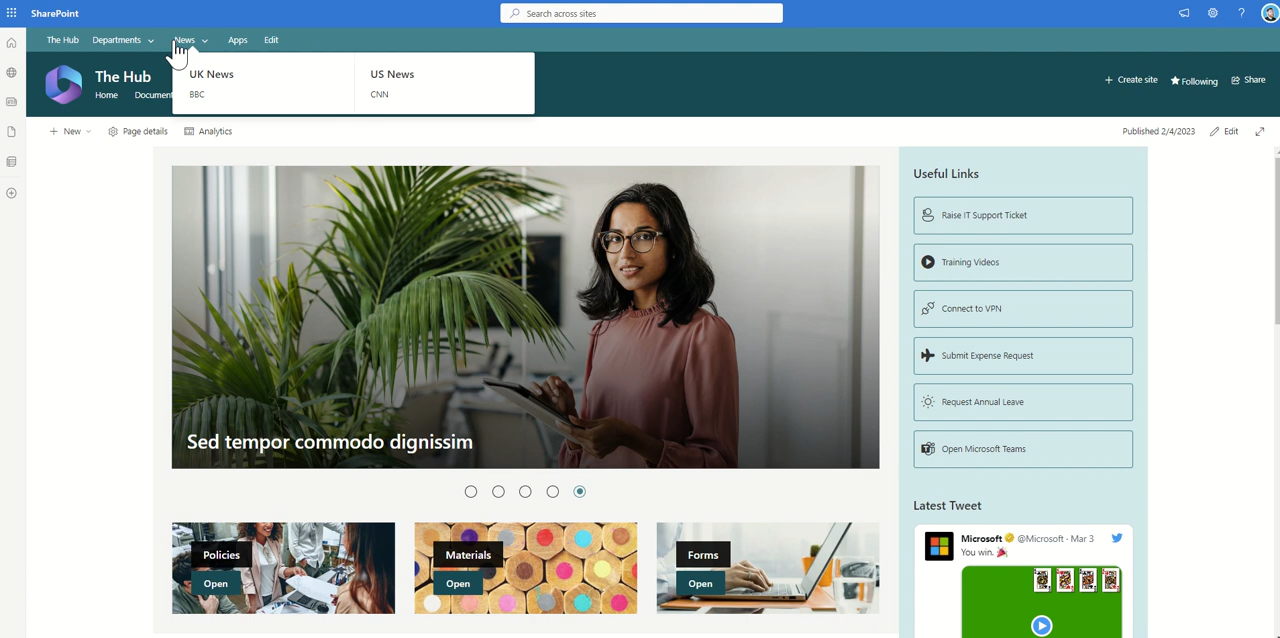 SharePoint
Search across sites
?
The Hub Departments News Apps Edit
The Hub
Home
UK News
BBC
US News
CNN
Create site Following Share
New Page details Analytics
Published 2/4/2023 Edit
Sed tempor commodo dignissim
Policies
Open
Materials
Open
Forms
Open
Useful Links
Raise IT Support Ticket
Training Videos
Connect to VPN
Submit Expense Request
Request Annual Leave
Open Microsoft Teams
Latest Tweet
Microsoft @Microsoft · Mar 3
You win.